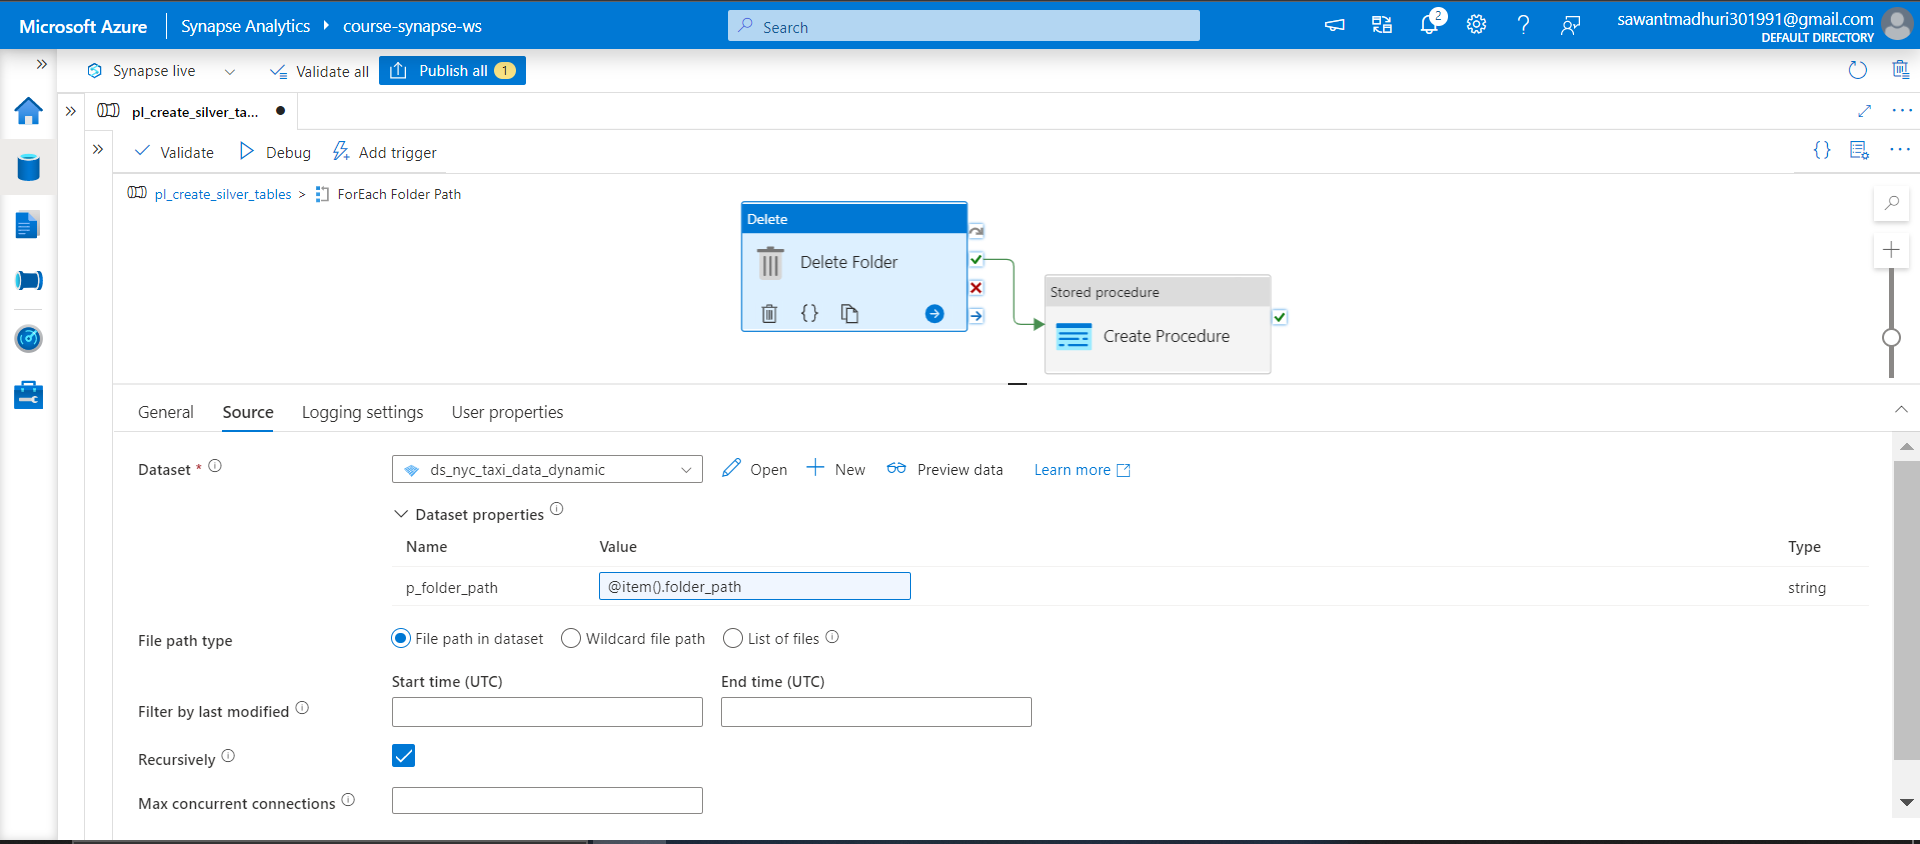 Microsoft Azure
Synapse Analytics
course-synapse-ws
Search
2
sawantmadhuri301991@gmail.com
DEFAULT DIRECTORY
Synapse live
Validate all
Publish all
1
pl_create_silver_ta...
Validate
Debug
Add trigger
{}
pl_create_silver_tables > ForEach Folder Path
Delete
Delete Folder
{}
Stored procedure
Create Procedure
General
Source
Logging settings
User properties
Dataset *
ds_nyc_taxi_data_dynamic
Open
New
Preview data
Learn more
Dataset properties
Name
Value
Type
p_folder_path
@item().folder_path
string
File path type
File path in dataset
Wildcard file path
List of files
Start time (UTC)
End time (UTC)
Filter by last modified
Recursively
Max concurrent connections